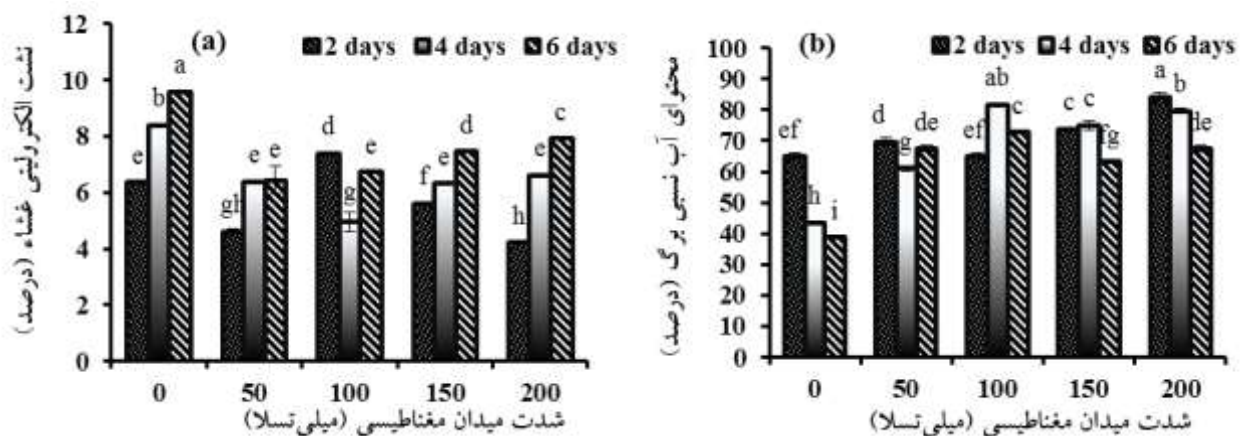 نشت الکترولیتی غشاء (درصد)
12
10
8
6
4
2
0
(a)
2 days 4 days 6 days
e b a
gh e e
d g e
f e d
h e c
0 50 100 150 200
شدت میدان مغناطیسی (میلی‌تسلا)
محتوای آب نسبی برگ (درصد)
100
90
80
70
60
50
40
30
20
10
0
(b)
2 days 4 days 6 days
ef h i
d g de
ef ab c
c c fg
a b de
0 50 100 150 200
شدت میدان مغناطیسی (میلی‌تسلا)